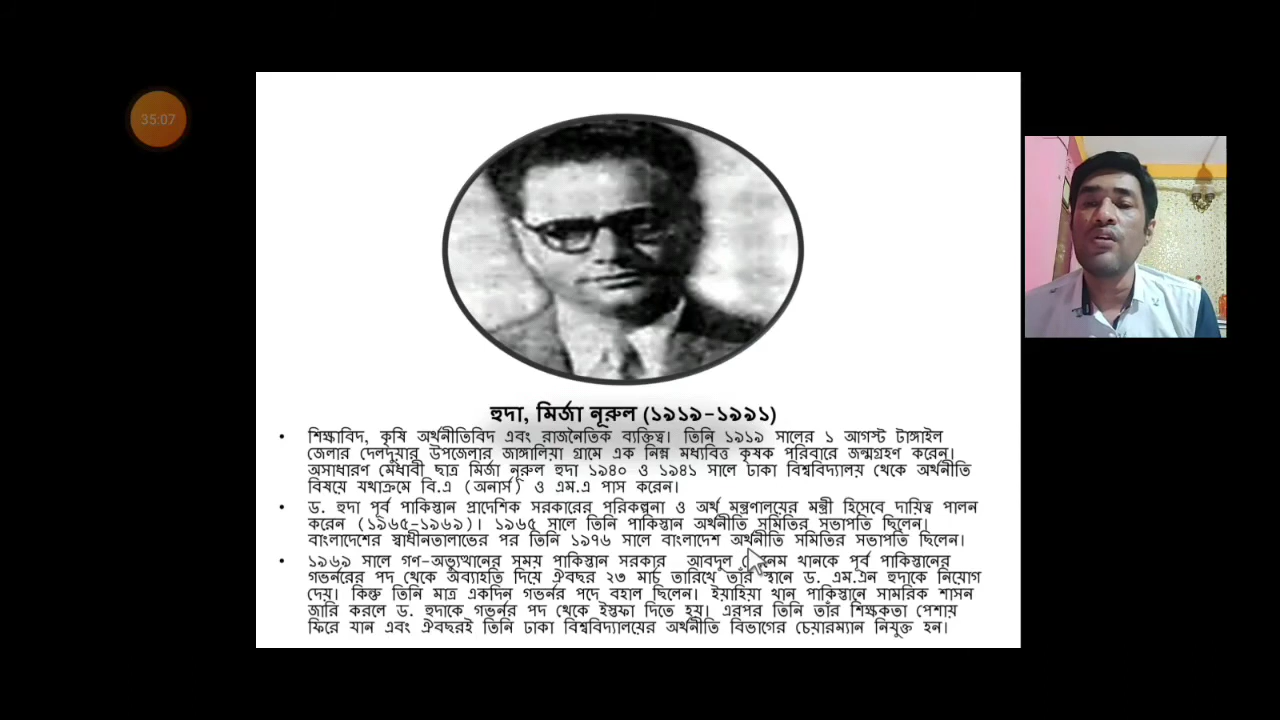 35:07
হুদা, মির্জা নূরুল (১৯১৯-১৯৯১)
• শিক্ষাবিদ, কৃষি অর্থনীতিবিদ এবং রাজনৈতিক ব্যক্তিত্ব। তিনি ১৯১৯ সালের ১ আগস্ট টাঙ্গাইল
জেলার দেলদুয়ার উপজেলার জাঙ্গালিয়া গ্রামে এক নিম্ন মধ্যবিত্ত কৃষক পরিবারে জন্মগ্রহণ করেন।
অসাধারণ মেধাবী ছাত্র মির্জা নূরুল হুদা ১৯৪০ ও ১৯৪১ সালে ঢাকা বিশ্ববিদ্যালয় থেকে অর্থনীতি
বিষয়ে যথাক্রমে বি.এ (অনার্স) ও এম.এ পাস করেন।
• ড. হুদা পূর্ব পাকিস্তান প্রাদেশিক সরকারের পরিকল্পনা ও অর্থ মন্ত্রণালয়ের মন্ত্রী হিসেবে দায়িত্ব পালন
করেন (১৯৬৫-১৯৬৯)। ১৯৬৫ সালে তিনি পাকিস্তান অর্থনীতি সমিতির সভাপতি ছিলেন।
বাংলাদেশের স্বাধীনতালাভের পর তিনি ১৯৭৬ সালে বাংলাদেশ অর্থনীতি সমিতির সভাপতি ছিলেন।
• ১৯৬৯ সালে গণ-অভ্যুত্থানের সময় পাকিস্তান সরকার আবদুল খানকে পূর্ব পাকিস্তানের
গভর্নরের পদ থেকে অব্যাহতি দিয়ে ঐবছর ২৩ মার্চ তারিখে তাঁর স্থানে ড. এম.এন হুদাকে নিয়োগ
দেয়। কিন্তু তিনি মাত্র একদিন গভর্নর পদে বহাল ছিলেন। ইয়াহিয়া খান পাকিস্তানে সামরিক শাসন
জারি করলে ড. হুদাকে গভর্নর পদ থেকে ইস্তফা দিতে হয়। এরপর তিনি তাঁর শিক্ষকতা পেশায়
ফিরে যান এবং ঐবছরই তিনি ঢাকা বিশ্ববিদ্যালয়ের অর্থনীতি বিভাগের চেয়ারম্যান নিযুক্ত হন।